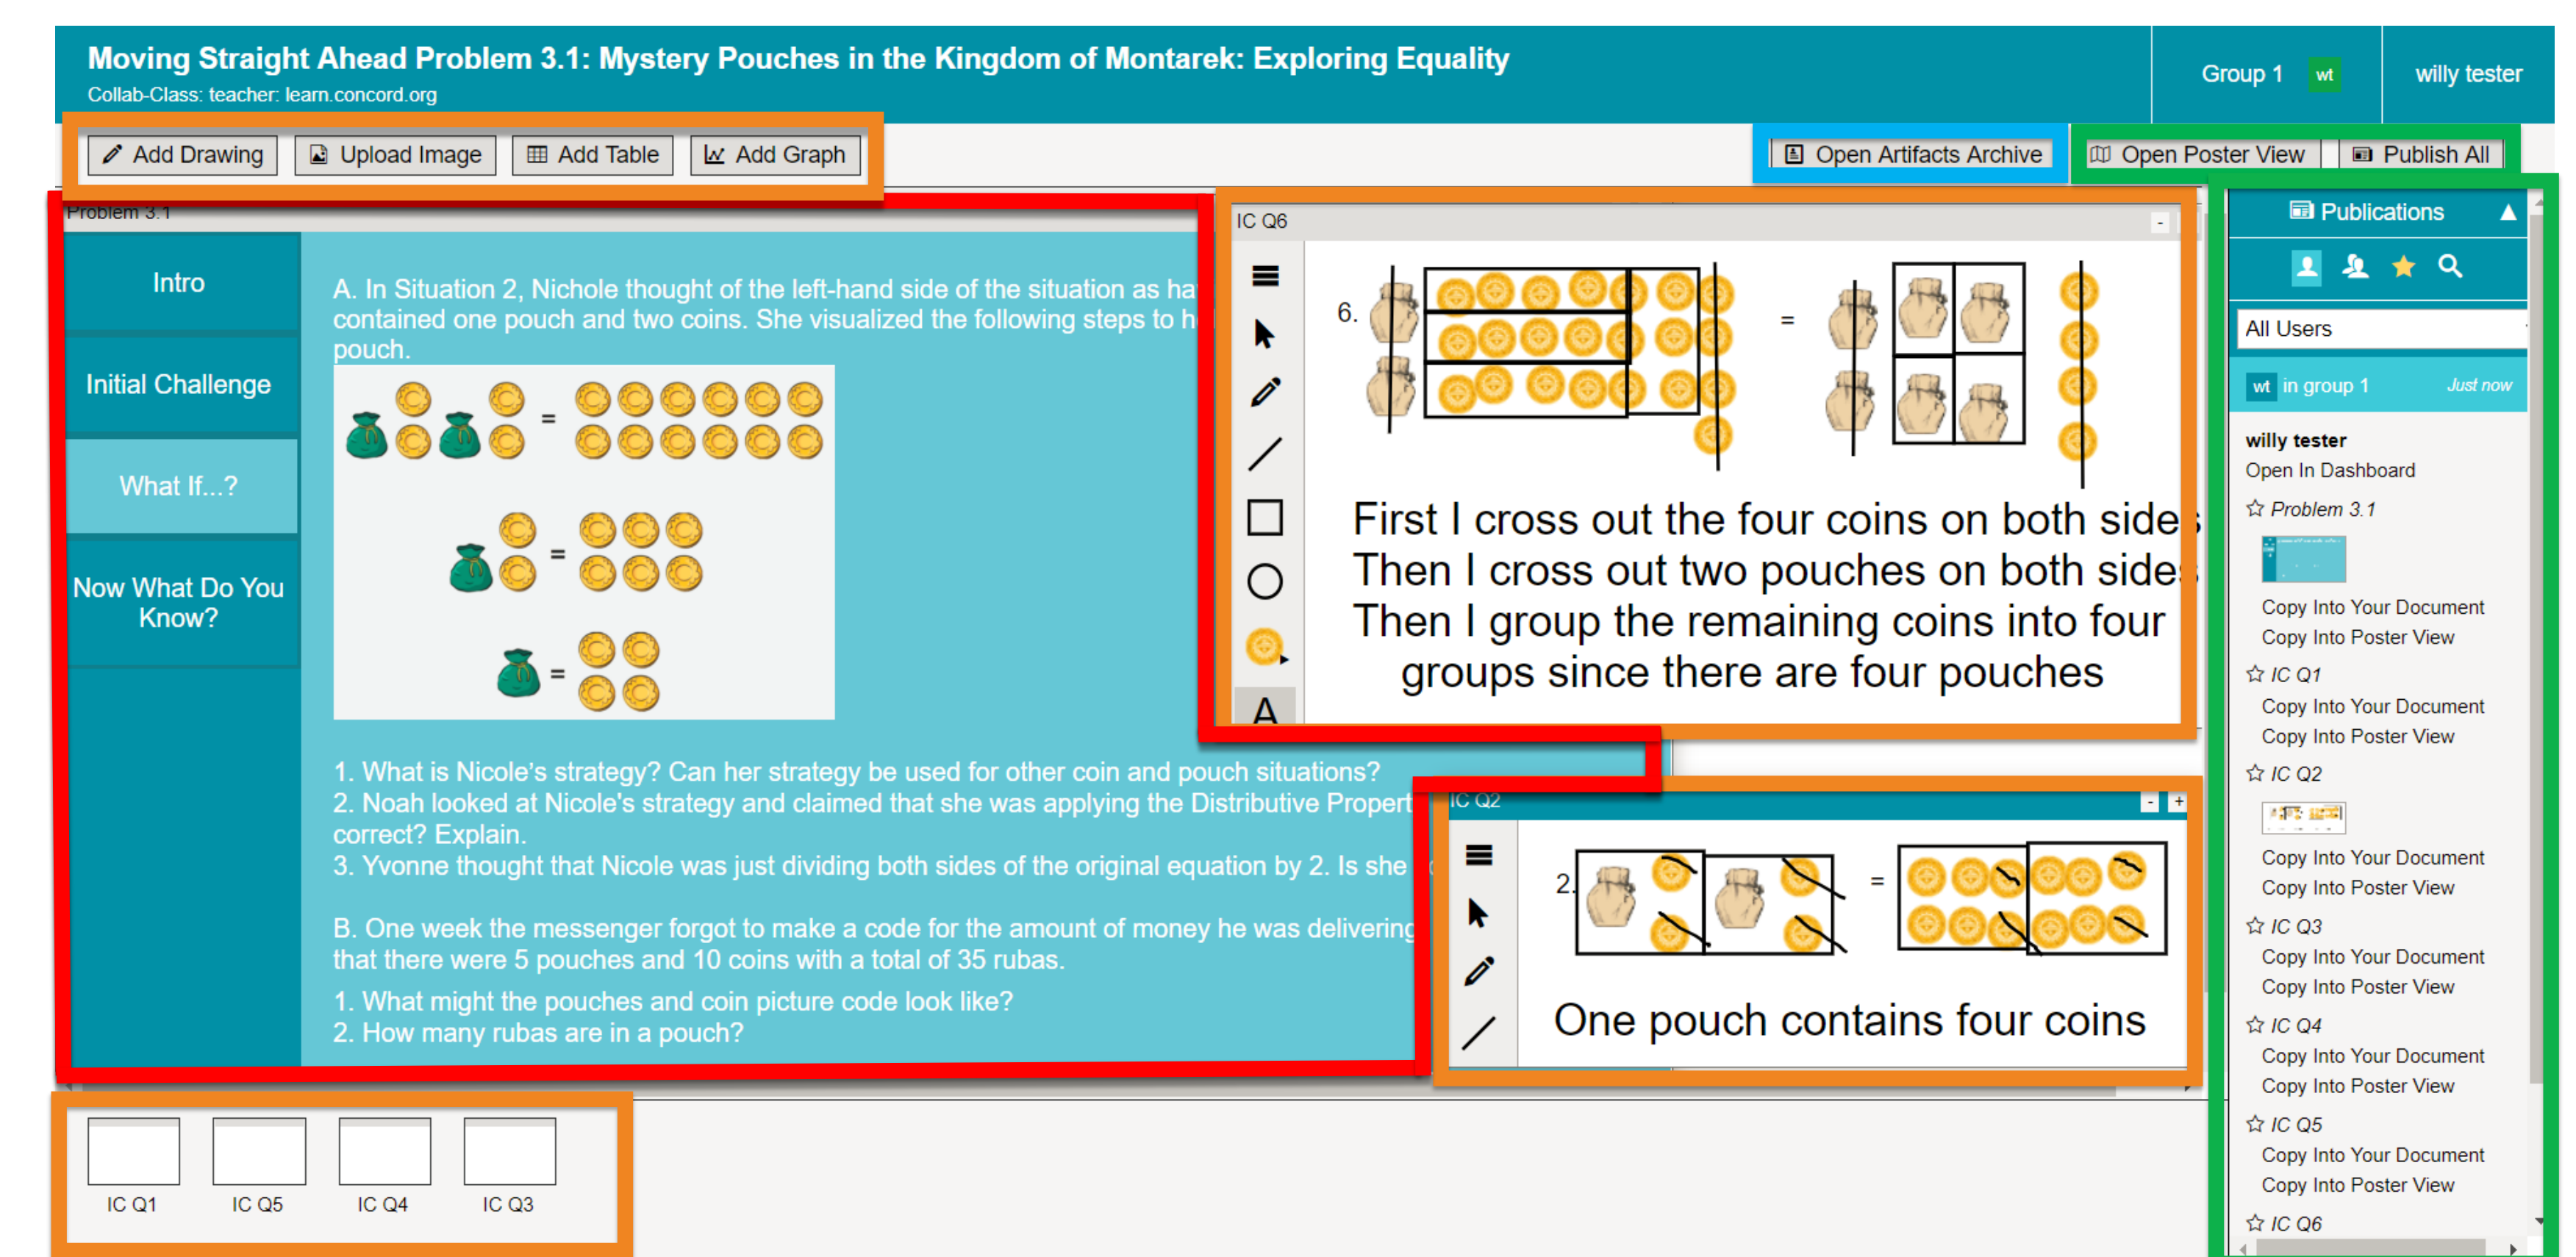 Moving Straight Ahead Problem 3.1: Mystery Pouches in the Kingdom of Montarek: Exploring Equality
Collab-Class: teacher: learn.concord.org
Group 1 wt willy tester
Add Drawing Upload Image Add Table Add Graph
Open Artifacts Archive Open Poster View Publish All
Problem 3.1
Intro
Initial Challenge
What If...?
Now What Do You
Know?
A. In Situation 2, Nichole thought of the left-hand side of the situation as
contained one pouch and two coins. She visualized the following steps to
pouch.
=
=
=
1. What is Nicole's strategy? Can her strategy be used for other coin and pouch situations?
2. Noah looked at Nicole's strategy and claimed that she was applying the Distributive Propert
correct? Explain.
3. Yvonne thought that Nicole was just dividing both sides of the original equation by 2. Is she
B. One week the messenger forgot to make a code for the amount of money he was delivering
that there were 5 pouches and 10 coins with a total of 35 rubas.
1. What might the pouches and coin picture code look like?
2. How many rubas are in a pouch?
IC Q6 -
6. =
A
First I cross out the four coins on both sides
Then I cross out two pouches on both sides
Then I group the remaining coins into four
groups since there are four pouches
IC Q2 - +
2. =
One pouch contains four coins
IC Q1 IC Q5 IC Q4 IC Q3
Publications
All Users
wt in group 1 Just now
willy tester
Open In Dashboard
Problem 3.1
Copy Into Your Document
Copy Into Poster View
IC Q1
Copy Into Your Document
Copy Into Poster View
IC Q2
Copy Into Your Document
Copy Into Poster View
IC Q3
Copy Into Your Document
Copy Into Poster View
IC Q4
Copy Into Your Document
Copy Into Poster View
IC Q5
Copy Into Your Document
Copy Into Poster View
IC Q6